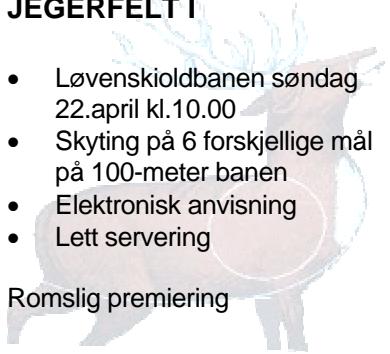 JEGERFELT I
• Løvenskioldbanen søndag
22.april kl.10.00
• Skyting på 6 forskjellige mål
på 100-meter banen
• Elektronisk anvisning
• Lett servering
Romslig premiering